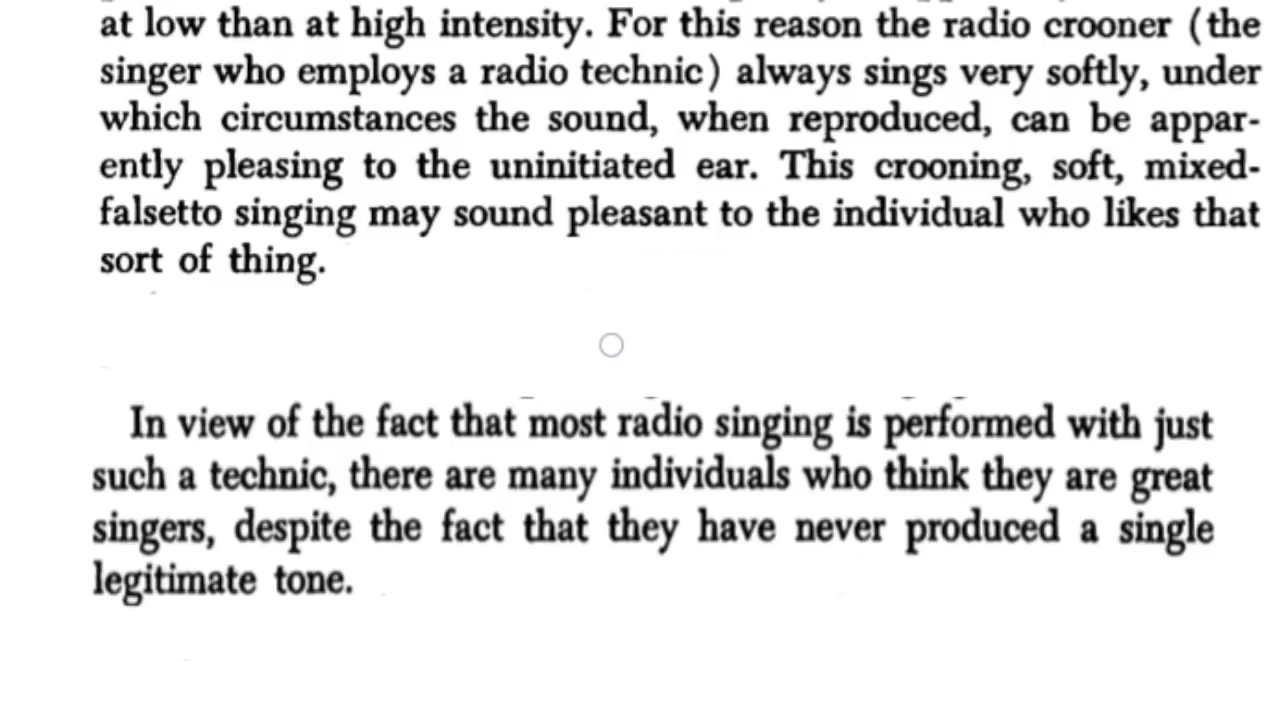 at low than at high intensity. For this reason the radio crooner (the
singer who employs a radio technic) always sings very softly, under
which circumstances the sound, when reproduced, can be appar-
ently pleasing to the uninitiated ear. This crooning, soft, mixed-
falsetto singing may sound pleasant to the individual who likes that
sort of thing.
In view of the fact that most radio singing is performed with just
such a technic, there are many individuals who think they are great
singers, despite the fact that they have never produced a single
legitimate tone.